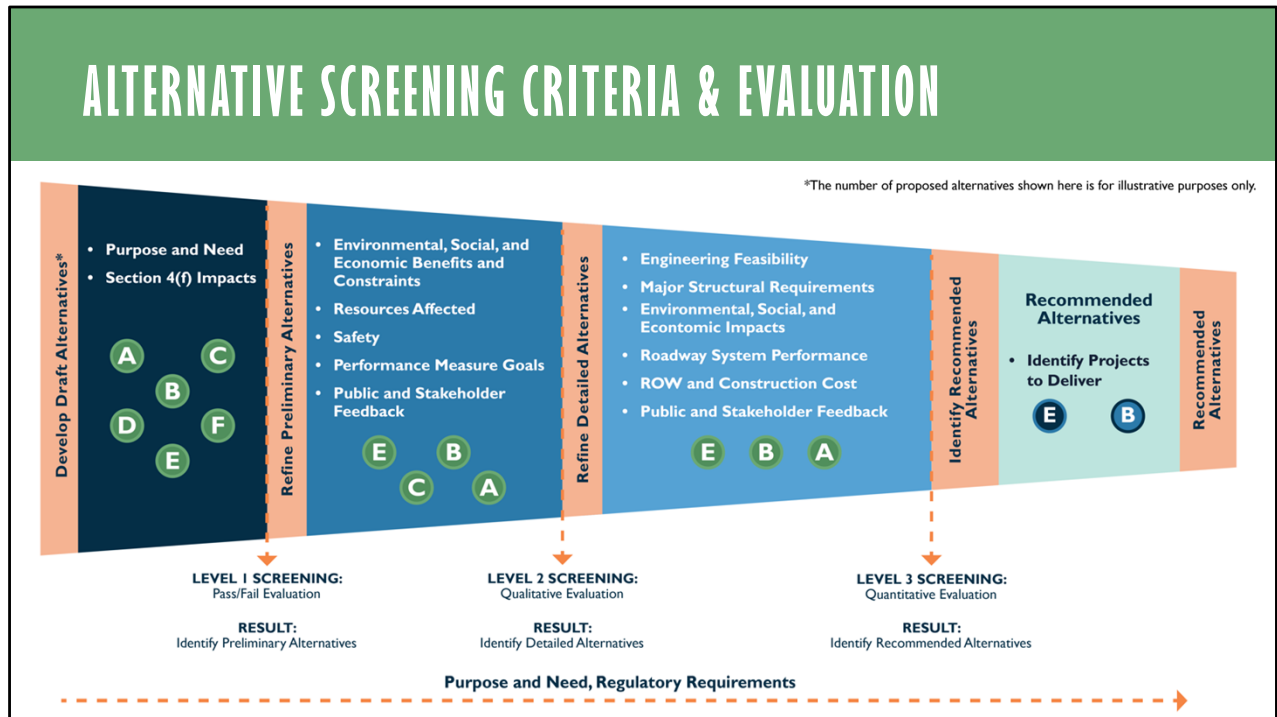 ALTERNATIVE SCREENING CRITERIA & EVALUATION
*The number of proposed alternatives shown here is for illustrative purposes only.
Develop Draft Alternatives*
• Purpose and Need
• Section 4(f) Impacts
A
C
B
D
F
E
Refine Preliminary Alternatives
• Environmental, Social, and
Economic Benefits and
Constraints
• Resources Affected
• Safety
• Performance Measure Goals
• Public and Stakeholder
Feedback
E
B
C
A
Refine Detailed Alternatives
• Engineering Feasibility
• Major Structural Requirements
• Environmental, Social, and
Econtomic Impacts
• Roadway System Performance
• ROW and Construction Cost
• Public and Stakeholder Feedback
E B A
Identify Recommended
Alternatives
Recommended
Alternatives
• Identify Projects
to Deliver
E B
Recommended
Alternatives
LEVEL 1 SCREENING:
Pass/Fail Evaluation
RESULT:
Identify Preliminary Alternatives
LEVEL 2 SCREENING:
Qualitative Evaluation
RESULT:
Identify Detailed Alternatives
LEVEL 3 SCREENING:
Quantitative Evaluation
RESULT:
Identify Recommended Alternatives
Purpose and Need, Regulatory Requirements